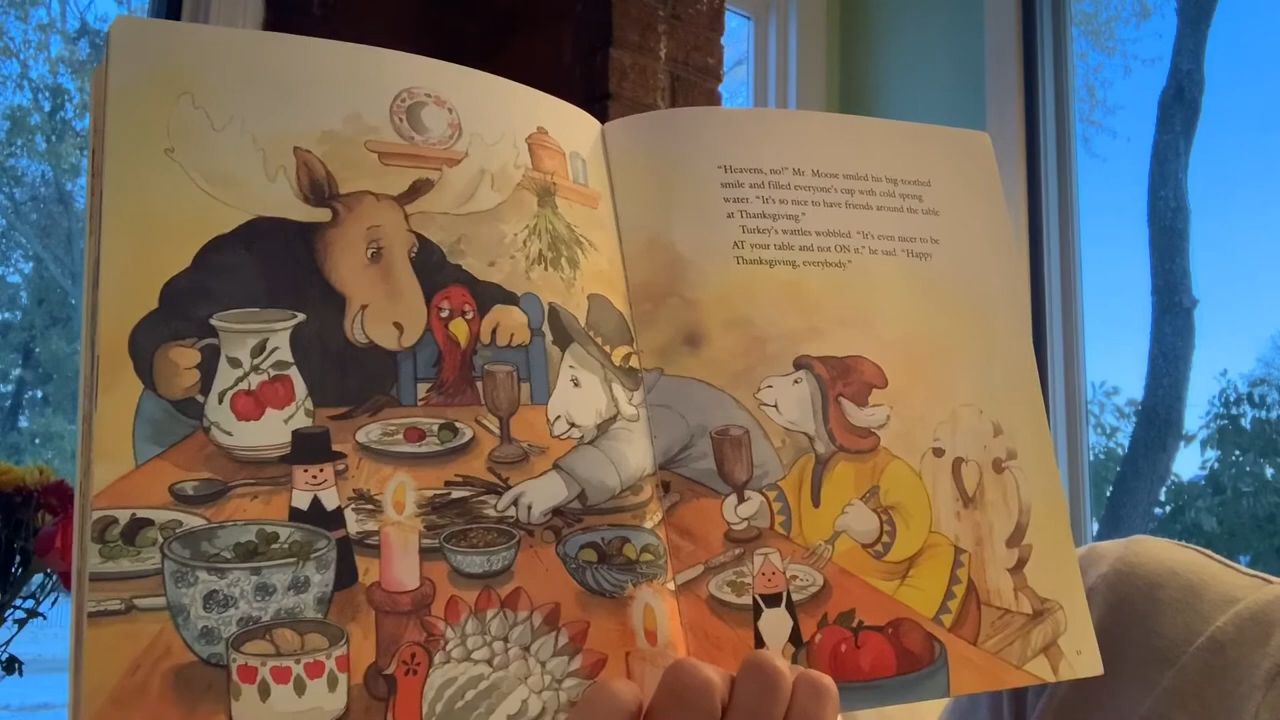 "Heavens, no!" Mr. Moose smiled his big-toothed
smile and filled everyone's cup with cold spring
water. "It's so nice to have friends around the table
at Thanksgiving."
Turkey's wattles wobbled. "It's even nicer to be
AT your table and not ON it," he said. "Happy
Thanksgiving, everybody."
11